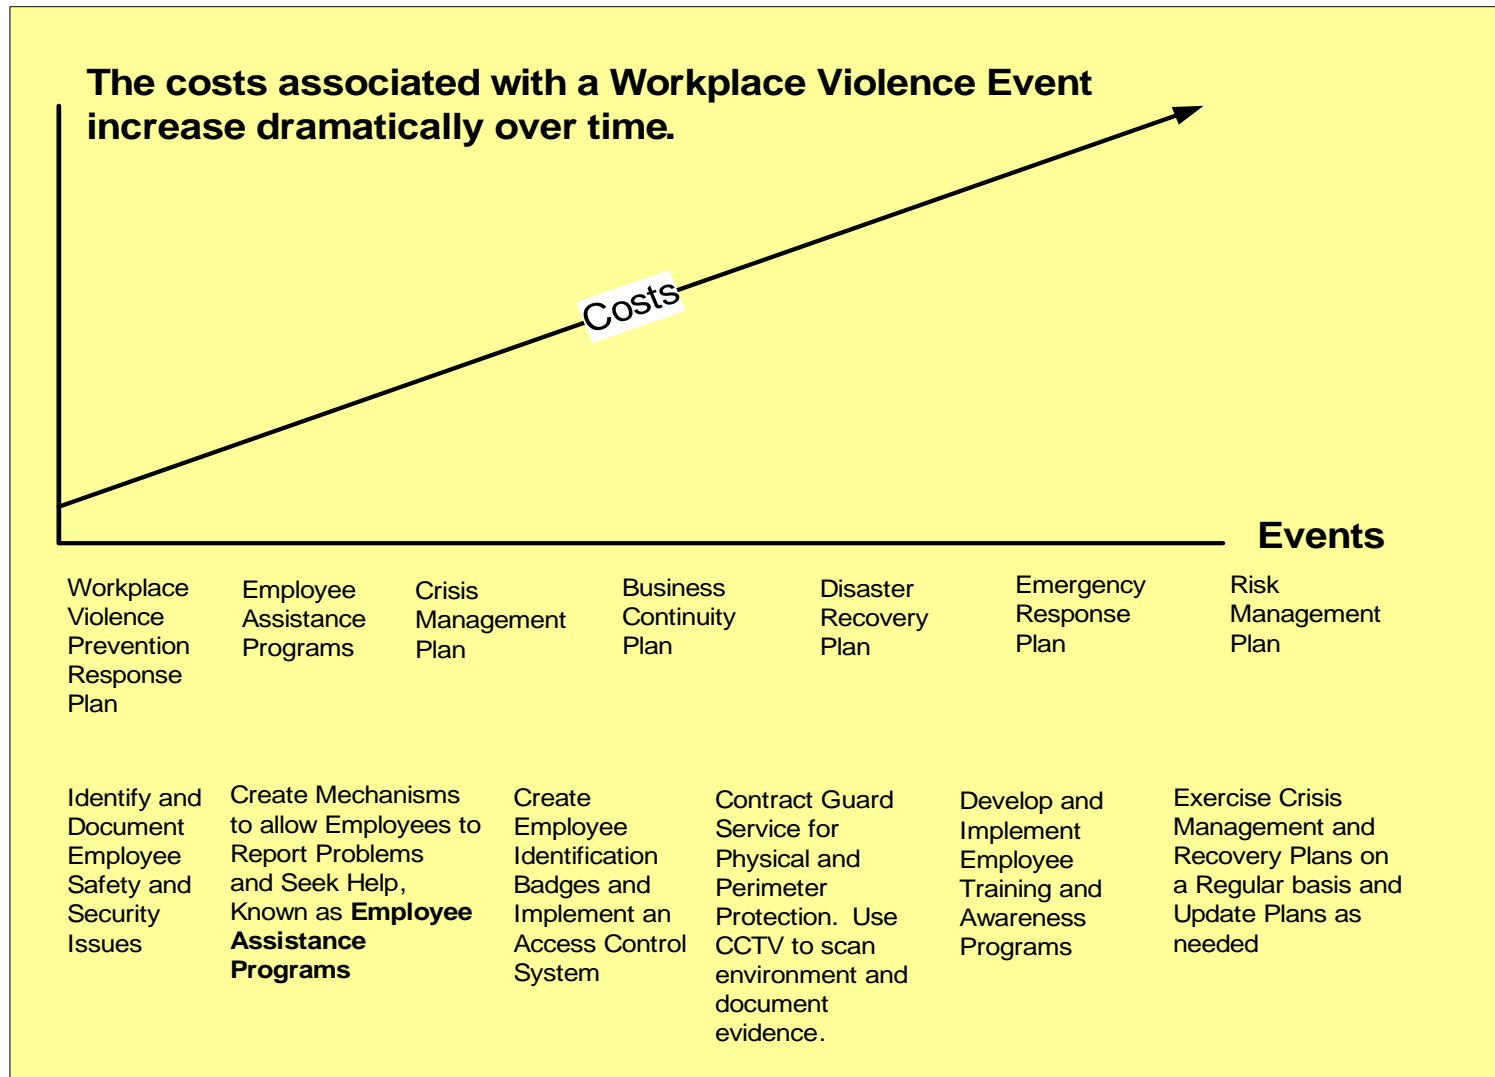 The costs associated with a Workplace Violence Event
increase dramatically over time.
Costs
Events
Workplace
Violence
Prevention
Response
Plan
Employee
Assistance
Programs
Crisis
Management
Plan
Business
Continuity
Plan
Disaster
Recovery
Plan
Emergency
Response
Plan
Risk
Management
Plan
Identify and
Document
Employee
Safety and
Security
Issues
Create Mechanisms
to allow Employees to
Report Problems
and Seek Help,
Known as Employee
Assistance
Programs
Create
Employee
Identification
Badges and
Implement an
Access Control
System
Contract Guard
Service for
Physical and
Perimeter
Protection.  Use
CCTV to scan
environment and
document
evidence.
Develop and
Implement
Employee
Training and
Awareness
Programs
Exercise Crisis
Management and
Recovery Plans on
a Regular basis and
Update Plans as
needed